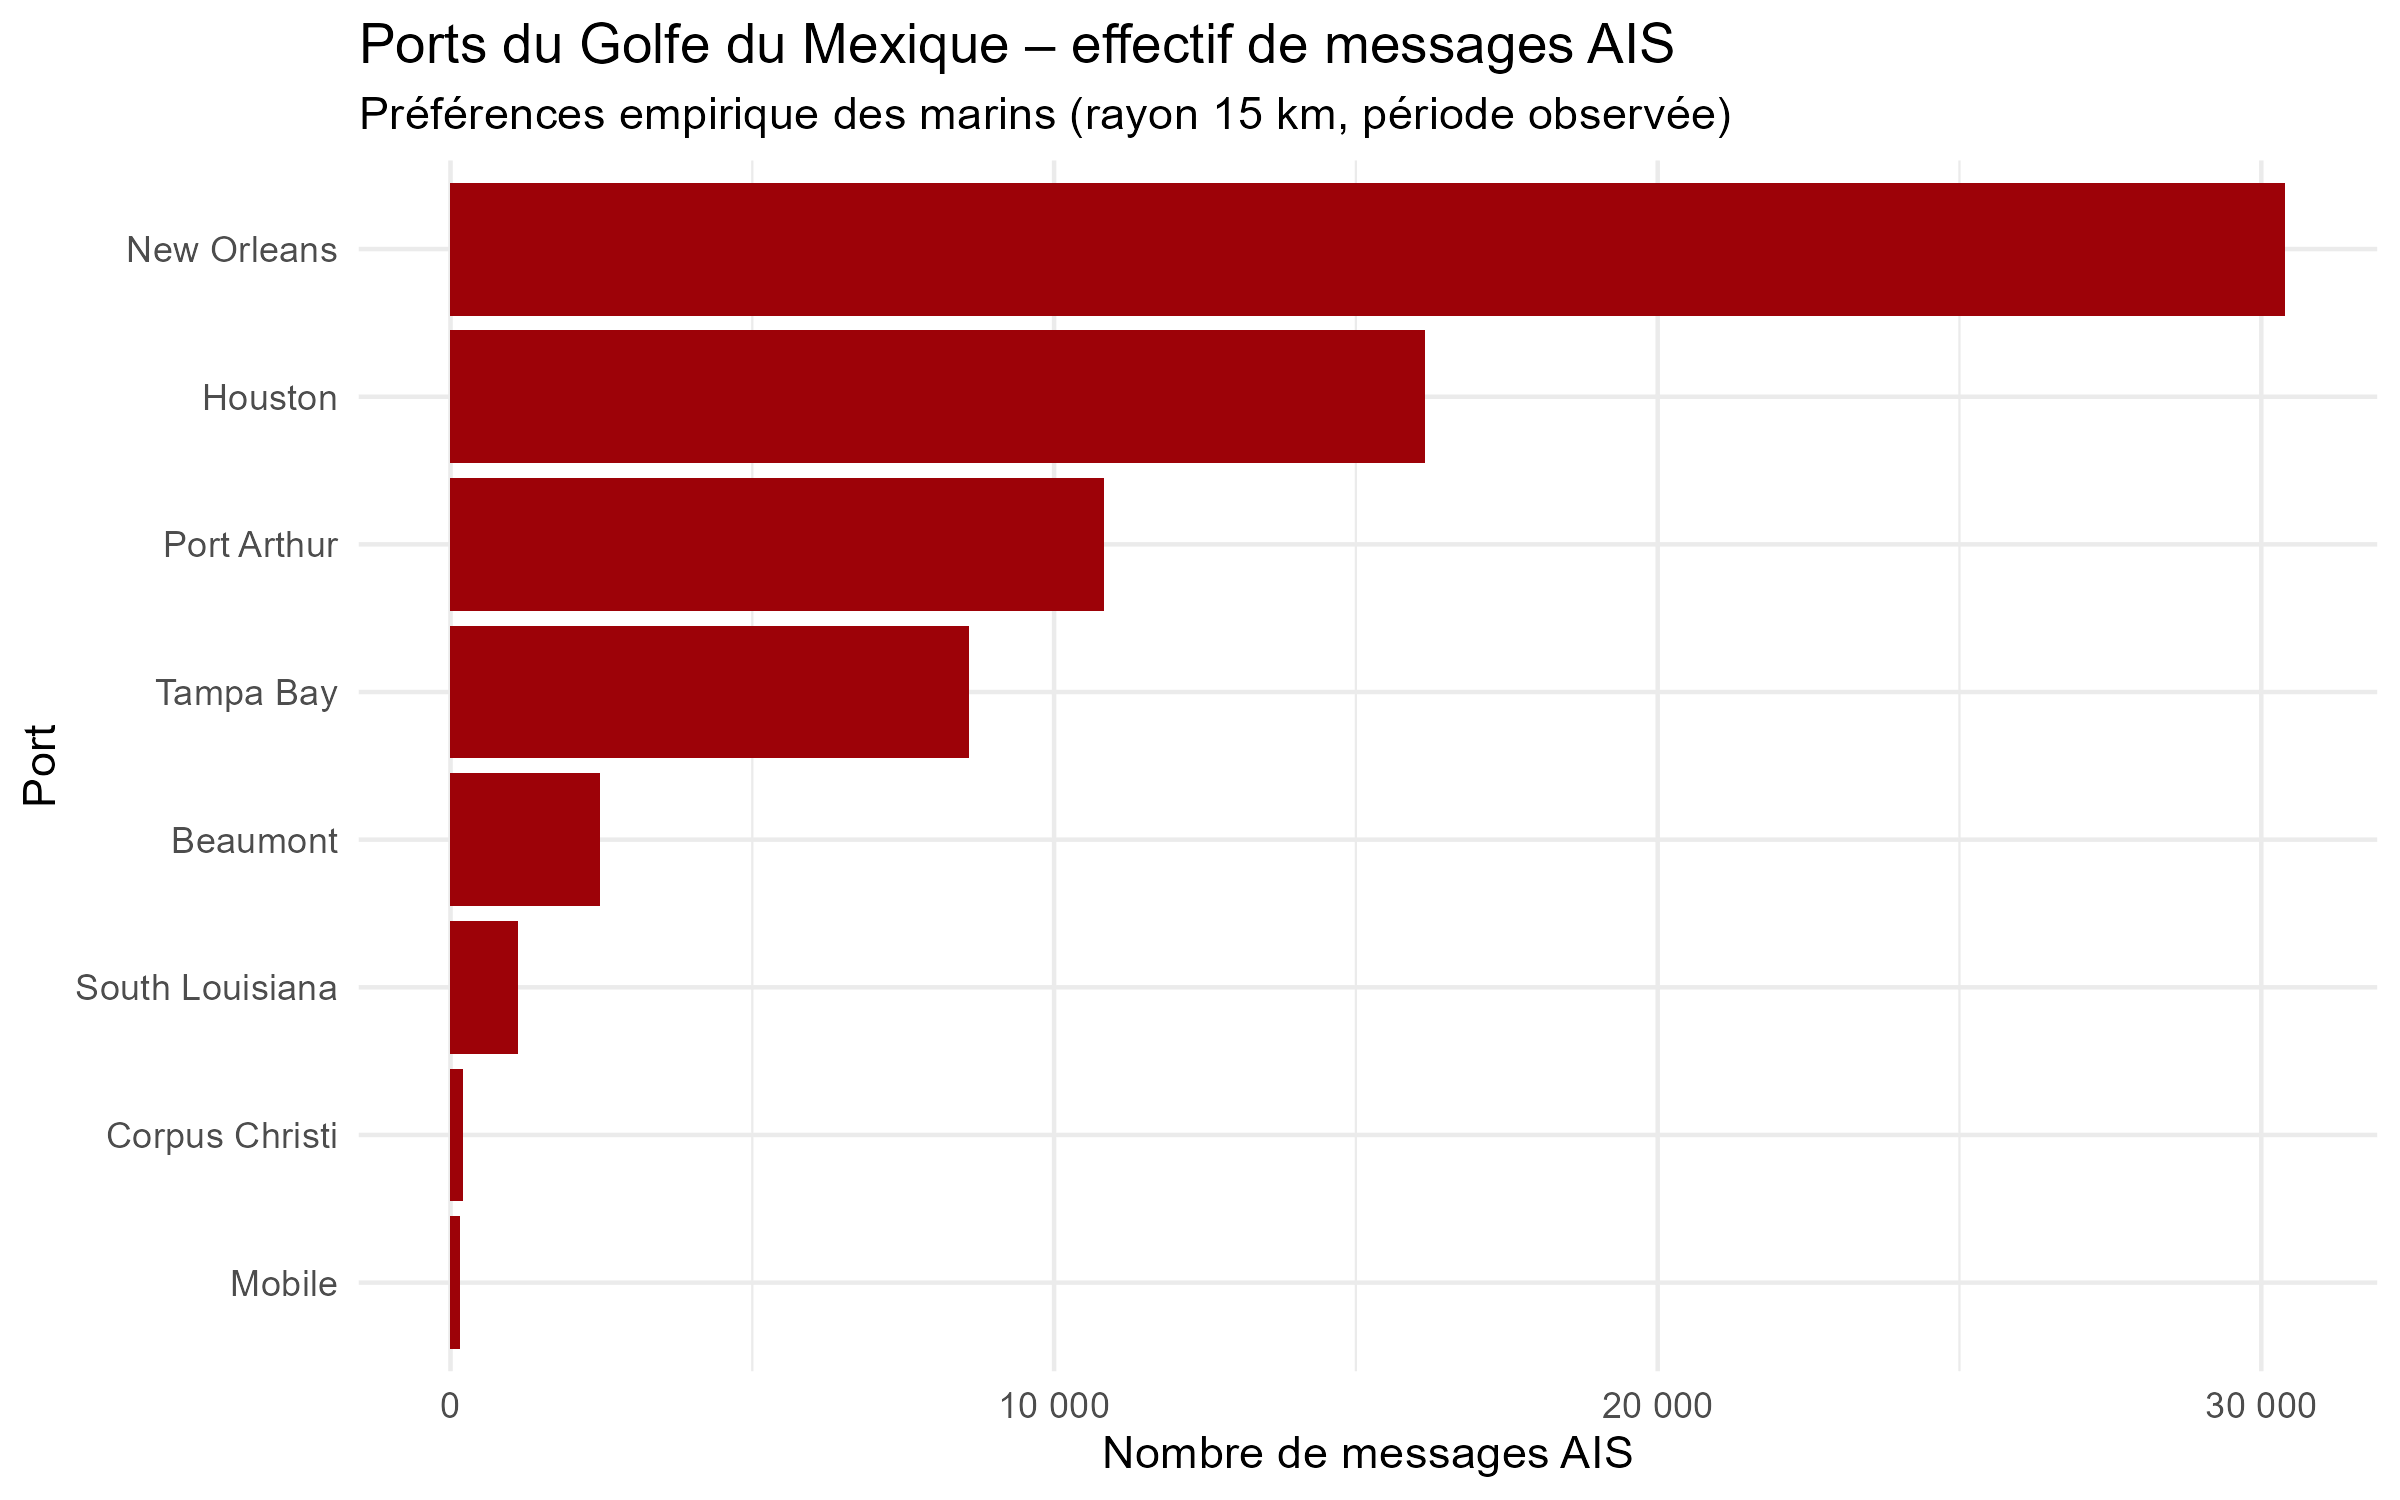 Ports du Golfe du Mexique – effectif de messages AIS
Préférences empirique des marins (rayon 15 km, période observée)
Port
New Orleans
Houston
Port Arthur
Tampa Bay
Beaumont
South Louisiana
Corpus Christi
Mobile
0
10 000
20 000
30 000
Nombre de messages AIS